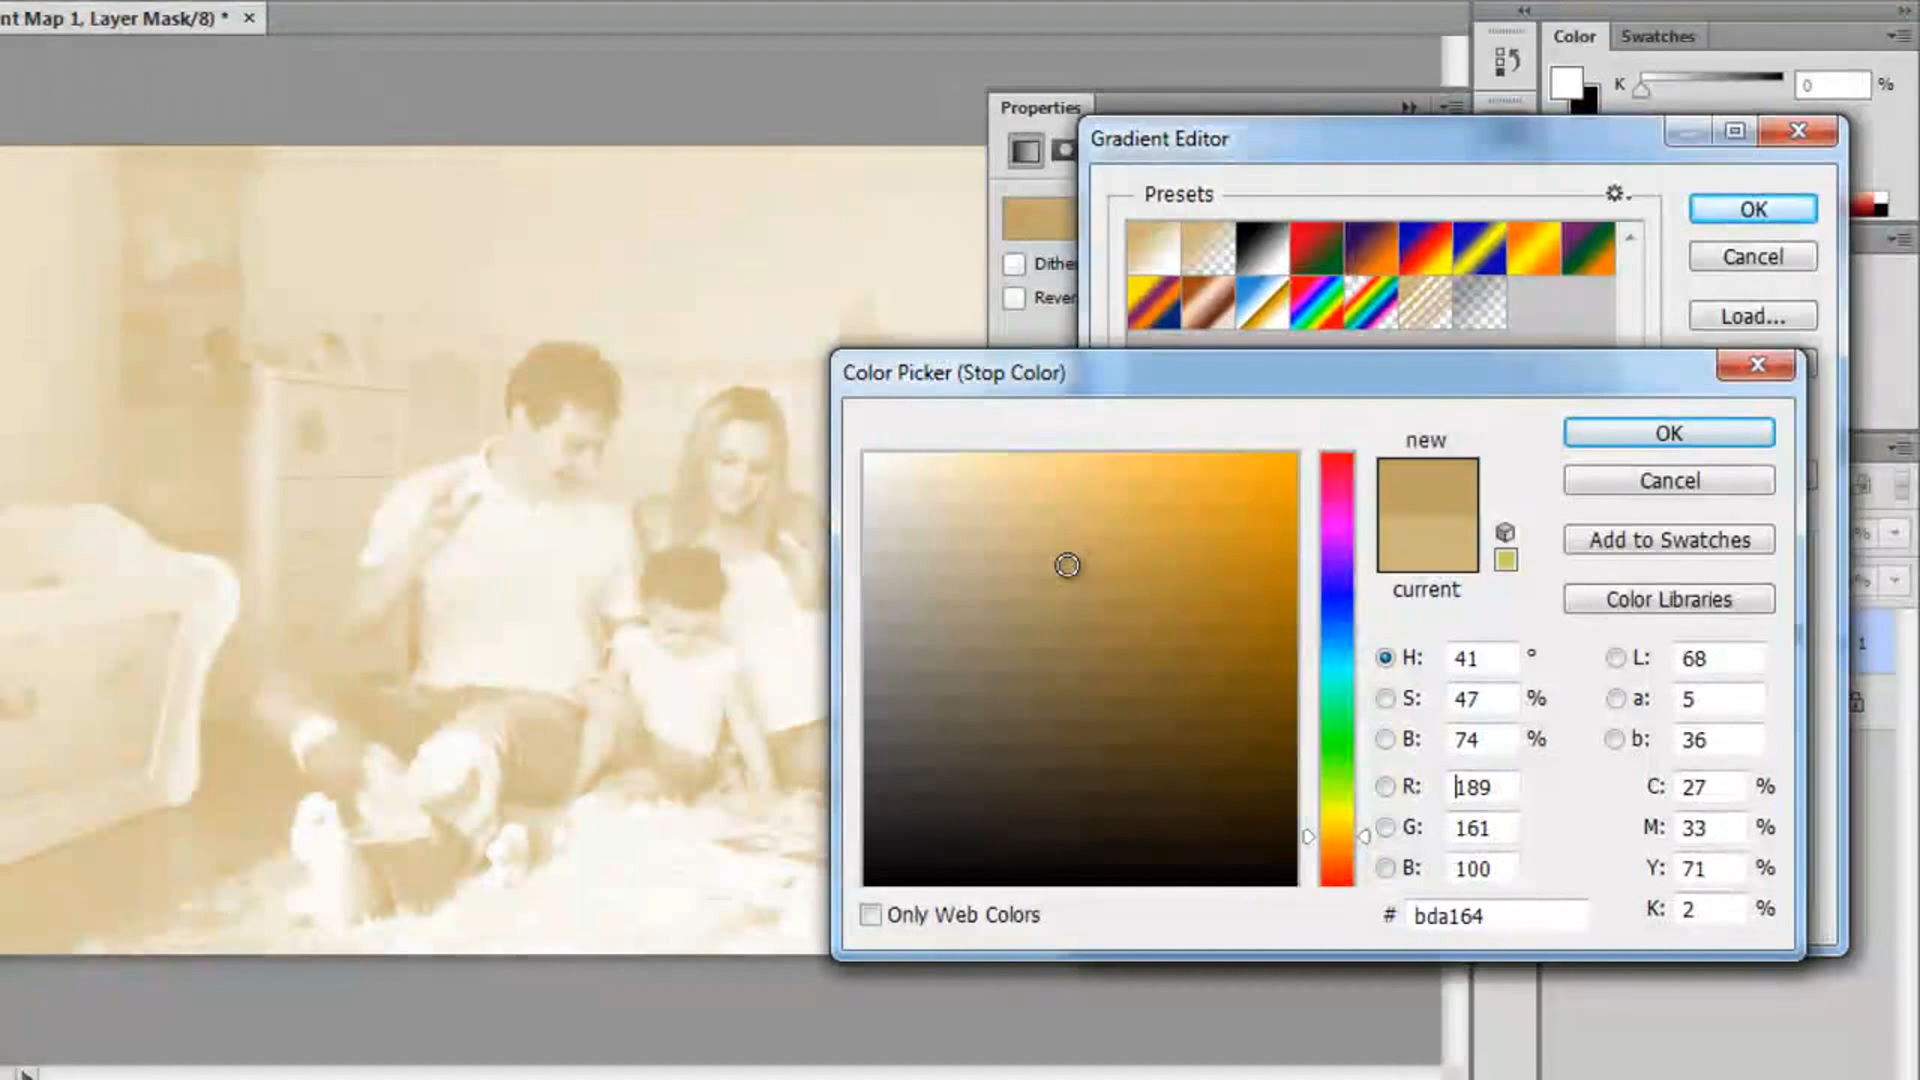 nt Map 1, Layer Mask/8) * ×
Color Swatches
K 0 %
Properties
Gradient Editor
Presets
OK
Cancel
Dithe
Rever
Load...
Color Picker (Stop Color)
new
OK
current
Cancel
Add to Swatches
Color Libraries
H: 41 ° L: 68
S: 47 % a: 5
B: 74 % b: 36
R: 189 C: 27 %
G: 161 M: 33 %
B: 100 Y: 71 %
Only Web Colors # bda164 K: 2 %
%
%
1